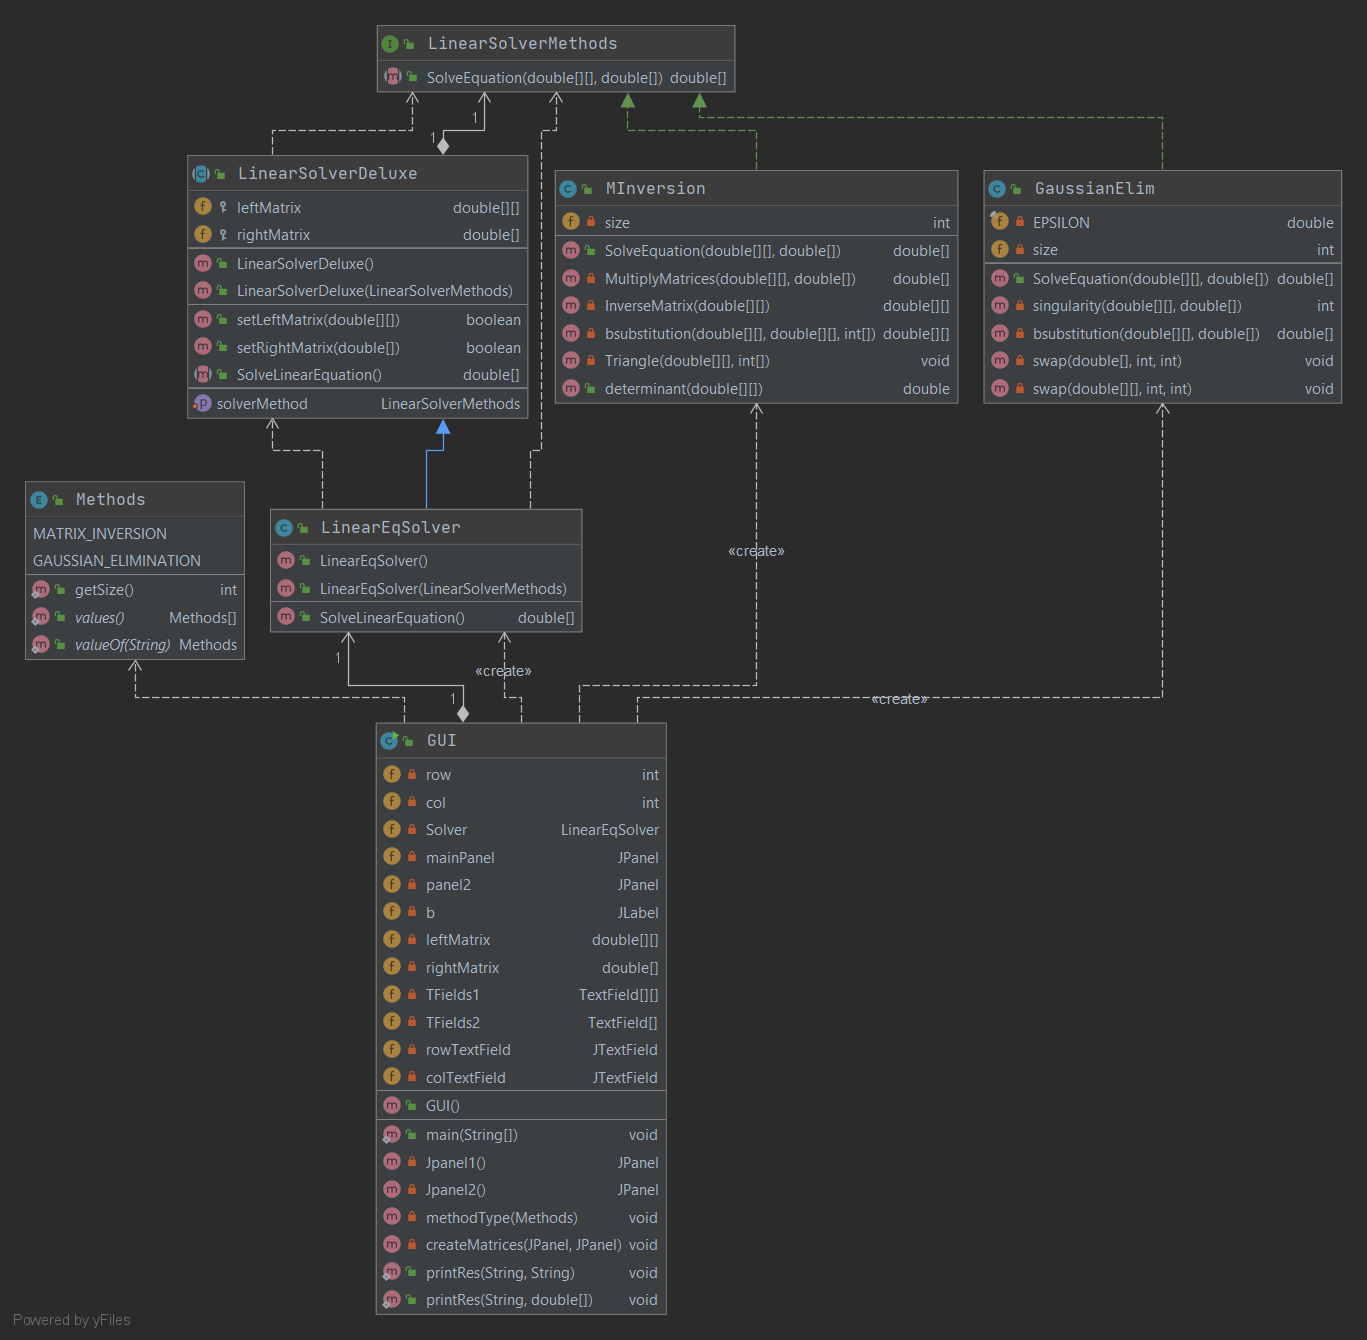 LinearSolverMethods
SolveEquation(double[][], double[]) double[]
1
1
LinearSolverDeluxe
leftMatrix double[][]
rightMatrix double[]
LinearSolverDeluxe()
LinearSolverDeluxe(LinearSolverMethods)
setLeftMatrix(double[][]) boolean
setRightMatrix(double[]) boolean
SolveLinearEquation() double[]
solverMethod LinearSolverMethods
MInversion
size int
SolveEquation(double[][], double[]) double[]
MultiplyMatrices(double[][], double[]) double[]
InverseMatrix(double[][]) double[][]
bsubstitution(double[][], double[][], int[]) double[][]
Triangle(double[][], int[]) void
determinant(double[][]) double
GaussianElim
EPSILON double
size int
SolveEquation(double[][], double[]) double[]
singularity(double[][], double[]) int
bsubstitution(double[][], double[]) double[]
swap(double[], int, int) void
swap(double[][], int, int) void
Methods
MATRIX_INVERSION
GAUSSIAN_ELIMINATION
getSize() int
values() Methods[]
valueOf(String) Methods
LinearEqSolver
LinearEqSolver()
LinearEqSolver(LinearSolverMethods)
SolveLinearEquation() double[]
«create»
1
«create»
1
«create»
GUI
row int
col int
Solver LinearEqSolver
mainPanel JPanel
panel2 JPanel
b JLabel
leftMatrix double[][]
rightMatrix double[]
TFields1 TextField[][]
TFields2 TextField[]
rowTextField JTextField
colTextField JTextField
GUI()
main(String[]) void
Jpanel1() JPanel
Jpanel2() JPanel
methodType(Methods) void
createMatrices(JPanel, JPanel) void
printRes(String, String) void
printRes(String, double[]) void
Powered by yFiles